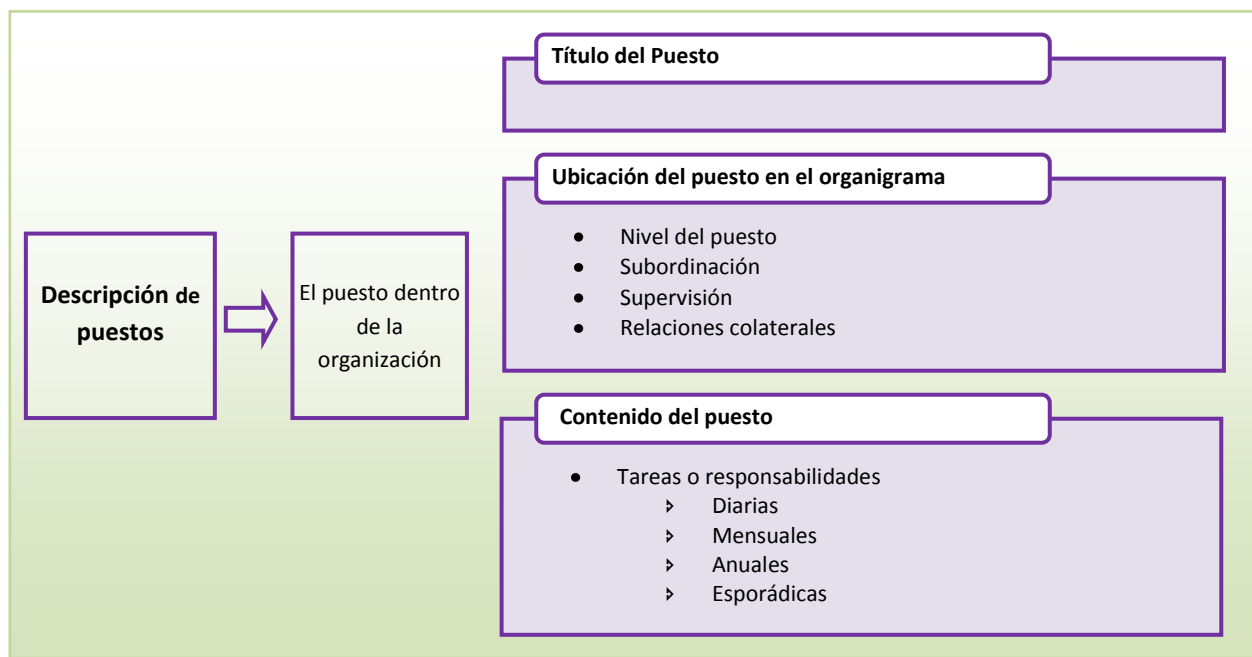 Descripción de
puestos
El puesto dentro
de la
organización
Título del Puesto
Ubicación del puesto en el organigrama
Nivel del puesto
Subordinación
Supervisión
Relaciones colaterales
Contenido del puesto
Tareas o responsabilidades
Diarias
Mensuales
Anuales
Esporádicas